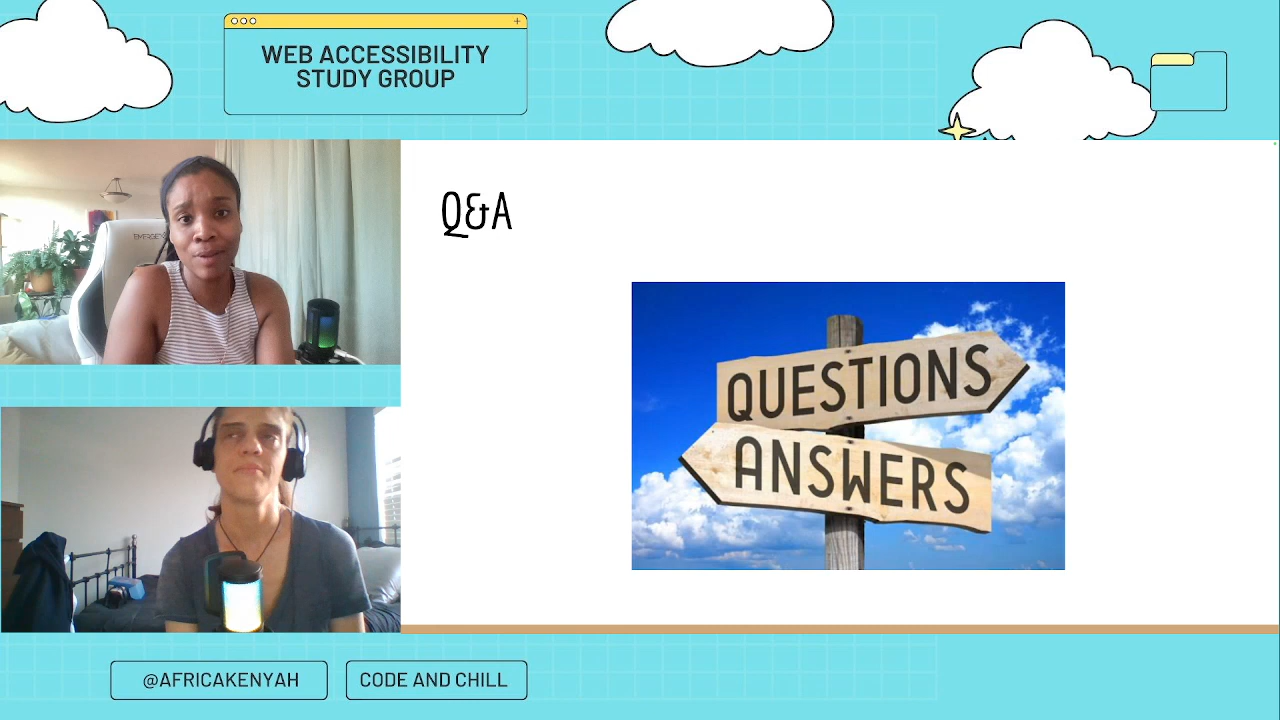 WEB ACCESSIBILITY
STUDY GROUP
Q&A
QUESTIONS
ANSWERS
@AFRICAKENYAH
CODE AND CHILL